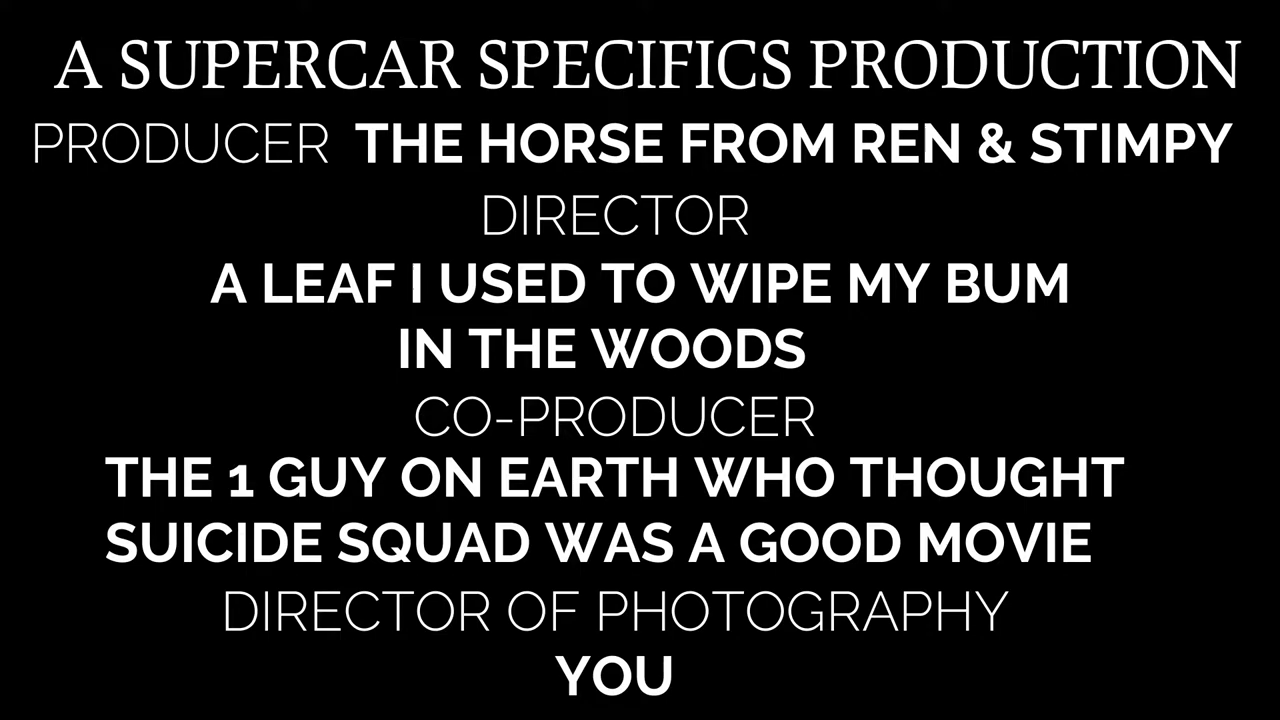 A SUPERCAR SPECIFICS PRODUCTION
PRODUCER THE HORSE FROM REN & STIMPY
DIRECTOR
A LEAF I USED TO WIPE MY BUM
IN THE WOODS
CO-PRODUCER
THE 1 GUY ON EARTH WHO THOUGHT
SUICIDE SQUAD WAS A GOOD MOVIE
DIRECTOR OF PHOTOGRAPHY
YOU